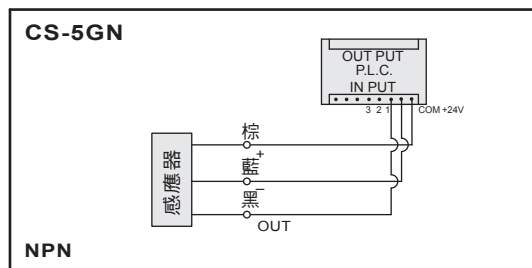 CS-5GN
OUT PUT
P.L.C.
IN PUT
3 2 1 COM +24V
棕
+
藍
−
黑
OUT
感應器
NPN